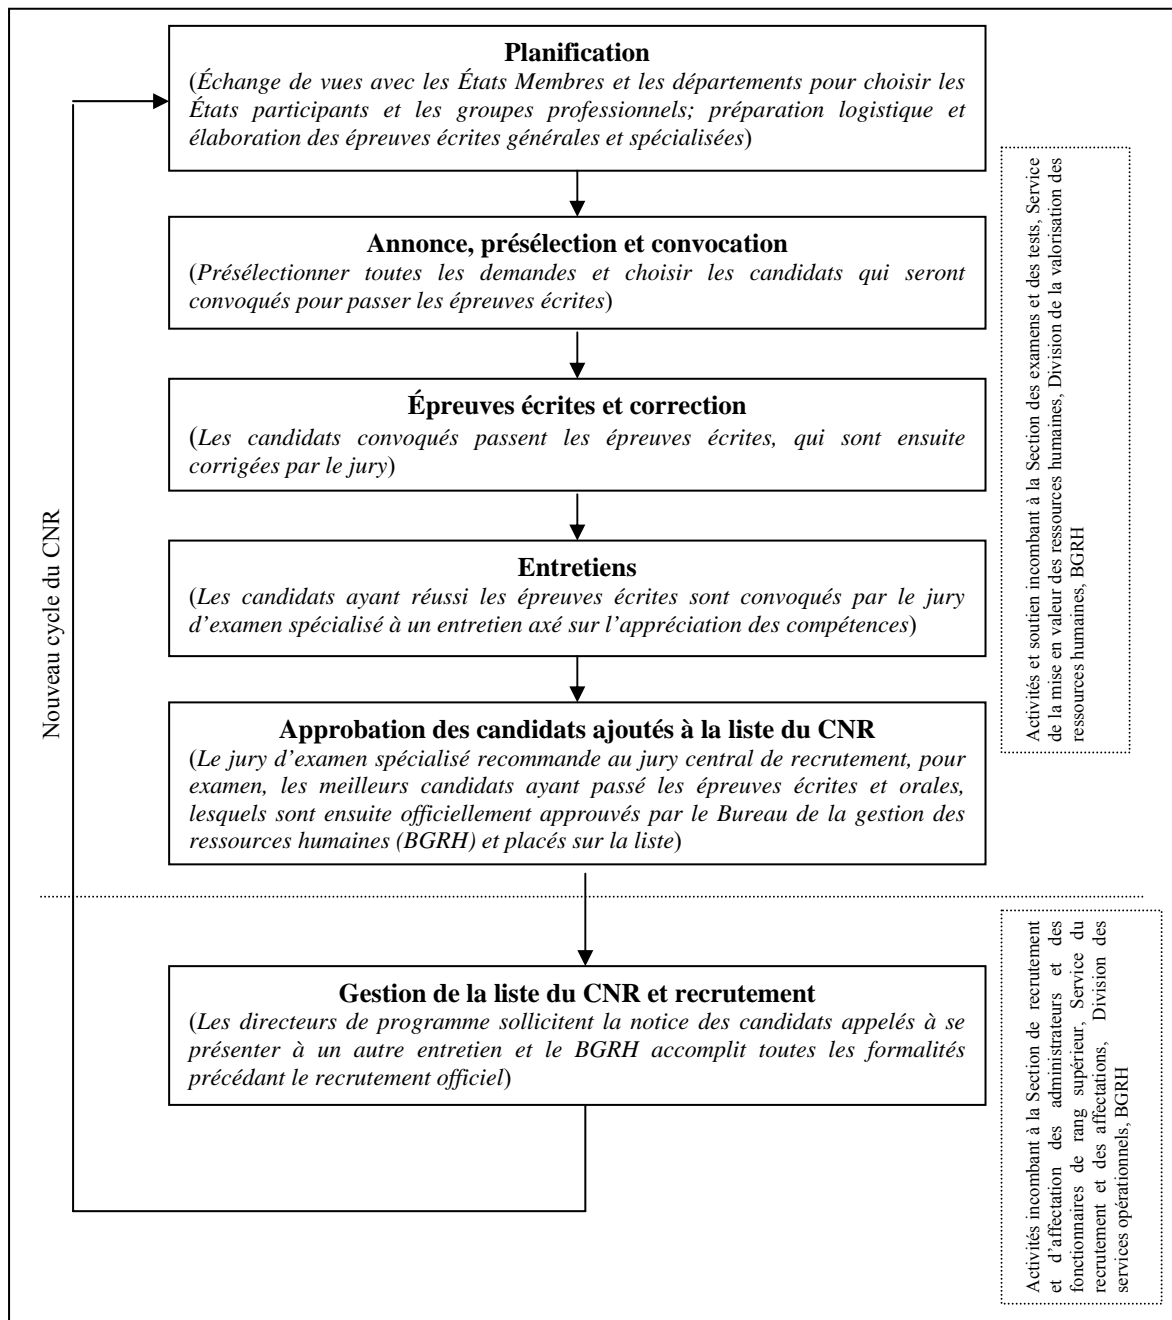 Planification
(Échange de vues avec les États Membres et les départements pour choisir les
États participants et les groupes professionnels; préparation logistique et
élaboration des épreuves écrites générales et spécialisées)
Annonce, présélection et convocation
(Présélectionner toutes les demandes et choisir les candidats qui seront
convoqués pour passer les épreuves écrites)
Épreuves écrites et correction
(Les candidats convoqués passent les épreuves écrites, qui sont ensuite
corrigées par le jury)
Entretiens
(Les candidats ayant réussi les épreuves écrites sont convoqués par le jury
d’examen spécialisé à un entretien axé sur l’appréciation des compétences)
Approbation des candidats ajoutés à la liste du CNR
(Le jury d’examen spécialisé recommande au jury central de recrutement, pour
examen, les meilleurs candidats ayant passé les épreuves écrites et orales,
lesquels sont ensuite officiellement approuvés par le Bureau de la gestion des
ressources humaines (BGRH) et placés sur la liste)
Gestion de la liste du CNR et recrutement
(Les directeurs de programme sollicitent la notice des candidats appelés à se
présenter à un autre entretien et le BGRH accomplit toutes les formalités
précédant le recrutement officiel)
Nouveau cycle du CNR
Activités et soutien incombant à la Section des examens et des tests, Service
de la mise en valeur des ressources humaines, Division de la valorisation des
ressources humaines, BGRH
Activités incombant à la Section de recrutement
et d’affectation des administrateurs et des
fonctionnaires de rang supérieur, Service du
recrutement et des affectations, Division des
services opérationnels, BGRH